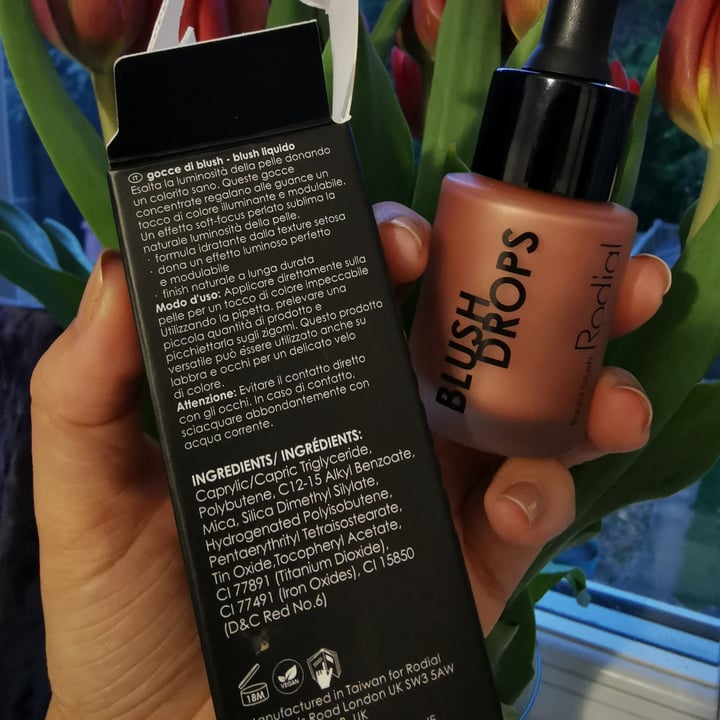 IT gocce di blush - blush liquido
Esalta la luminosità della pelle donando
un colorito sano. Queste gocce
concentrate regalano alle guance un
tocco di colore illuminante e modulabile.
Un effetto soft-focus perlato sublima la
naturale luminosità della pelle.
· formula idratante dalla texture setosa
· dona un effetto luminoso perfetto
e modulabile
· finish naturale a lunga durata
Modo d'uso: Applicare direttamente sulla
pelle per un tocco di colore impeccabile
Utilizzando la pipetta, prelevare una
piccola quantità di prodotto e
picchiettarla sugli zigomi. Questo prodotto
versatile può éssere utilizzato anche su
labbra e occhi per un delicato velo
di colore.
Attenzione: Evitare il contatto diretto
con gli occhi. In caso di contatto,
sciacquare abbondantemente con
acqua corrente.
INGREDIENTS/ INGRÉDIENTS:
Caprylic/Capric Triglyceride,
Polybutene, C12-15 Alkyl Benzoate,
Mica, Silica Dimethyl Silylate,
Hydrogenated Polyisobutene,
Pentaerythrityl Tetraisostearate,
Tin Oxide,Tocopheryl Acetate,
CI 77891 (Titanium Dioxide),
CI 77491 (Iron Oxides), CI 15850
(D&C Red No.6)
18M
VEGAN
anufactured in Taiwan for Rodial
Road London UK SW3 5AW
UK
BLUSH
DROPS
liquid blush Rodial